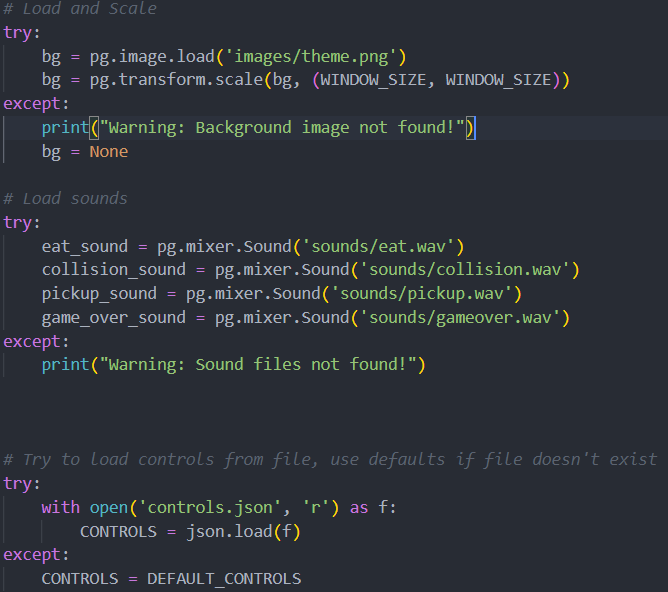 # Load and Scale
try:
    bg = pg.image.load('images/theme.png')
    bg = pg.transform.scale(bg, (WINDOW_SIZE, WINDOW_SIZE))
except:
    print("Warning: Background image not found!")
    bg = None
# Load sounds
try:
    eat_sound = pg.mixer.Sound('sounds/eat.wav')
    collision_sound = pg.mixer.Sound('sounds/collision.wav')
    pickup_sound = pg.mixer.Sound('sounds/pickup.wav')
    game_over_sound = pg.mixer.Sound('sounds/gameover.wav')
except:
    print("Warning: Sound files not found!")
# Try to load controls from file, use defaults if file doesn't exist
try:
    with open('controls.json', 'r') as f:
        CONTROLS = json.load(f)
except:
    CONTROLS = DEFAULT_CONTROLS